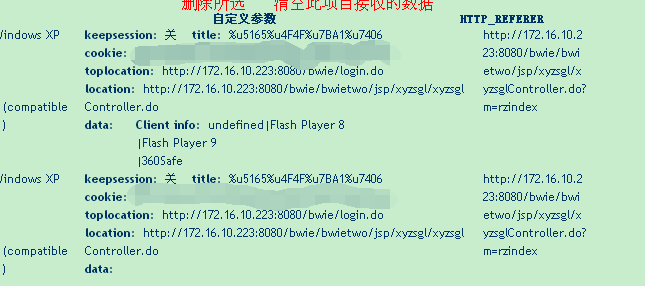 删除所选 清空此项目接收的数据
自定义参数 HTTP_REFERER
Windows XP keepsession: 关 title: %u5165%u4F4F%u7BA1%u7406 http://172.16.10.2
cookie: 23:8080/bwie/bwi
toplocation: http://172.16.10.223:8080/bwie/login.do etwo/jsp/xyzsgl/x
location: http://172.16.10.223:8080/bwie/bwietwo/jsp/xyzsgl/xyzsgl yzsglController.do?
(compatible Controller.do m=rzindex
) data: Client info: undefined|Flash Player 8
|Flash Player 9
|360Safe
Windows XP keepsession: 关 title: %u5165%u4F4F%u7BA1%u7406 http://172.16.10.2
cookie: 23:8080/bwie/bwi
toplocation: http://172.16.10.223:8080/bwie/login.do etwo/jsp/xyzsgl/x
location: http://172.16.10.223:8080/bwie/bwietwo/jsp/xyzsgl/xyzsgl yzsglController.do?
(compatible Controller.do m=rzindex
) data: